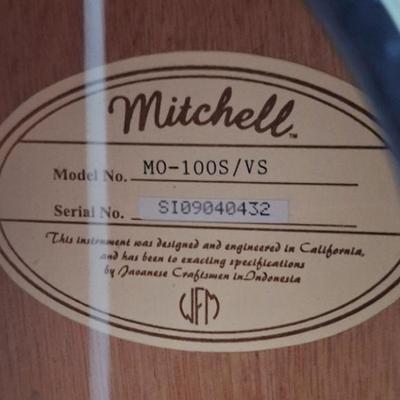 Mitchell™
Model No. MO-100S/VS
Serial No. SI09040432
This instrument was designed and engineered in California,
and has been to exacting specifications
by Javanese Craftsmen in Indonesia
WFM